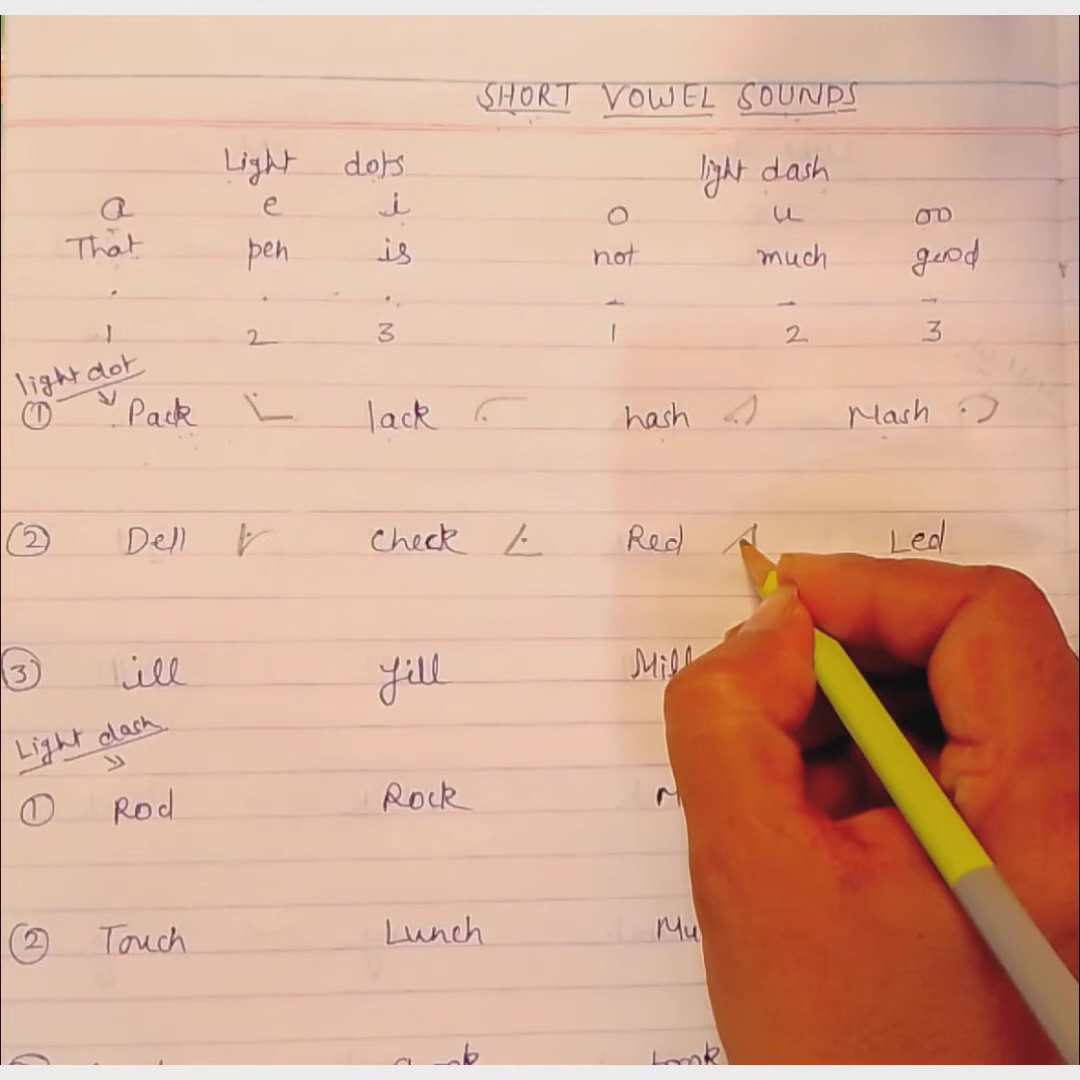 SHORT VOWEL SOUNDS
Light dots light dash
a e i o u oo
That pen is not much good
. . . - - -
1 2 3 1 2 3
light dot
① Pack lack hash Mash
② Dell check Red Led
③ ill Jill Mill
Light dash
① Rod Rock
② Touch Lunch Mu